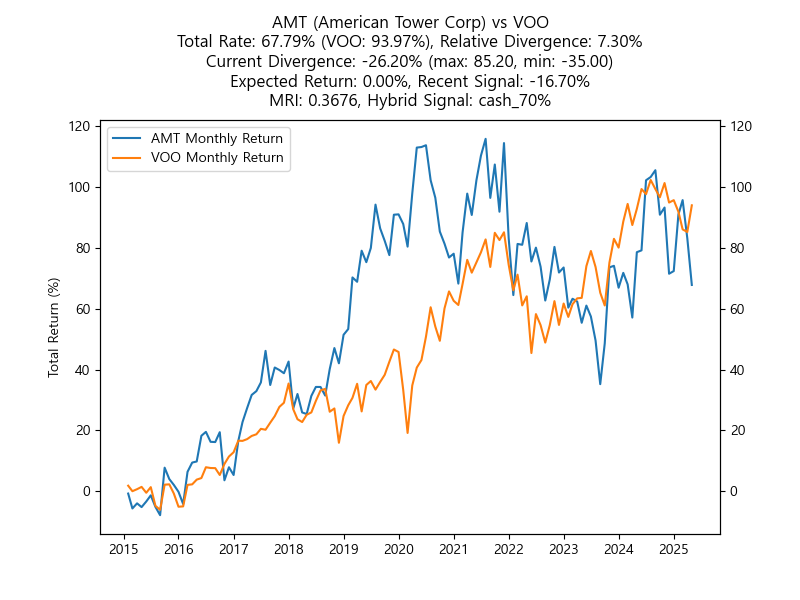 AMT (American Tower Corp) vs VOO
Total Rate: 67.79% (VOO: 93.97%), Relative Divergence: 7.30%
Current Divergence: -26.20% (max: 85.20, min: -35.00)
Expected Return: 0.00%, Recent Signal: -16.70%
MRI: 0.3676, Hybrid Signal: cash_70%
AMT Monthly Return
VOO Monthly Return
Total Return (%)
120
100
80
60
40
20
0
120
100
80
60
40
20
0
2015 2016 2017 2018 2019 2020 2021 2022 2023 2024 2025